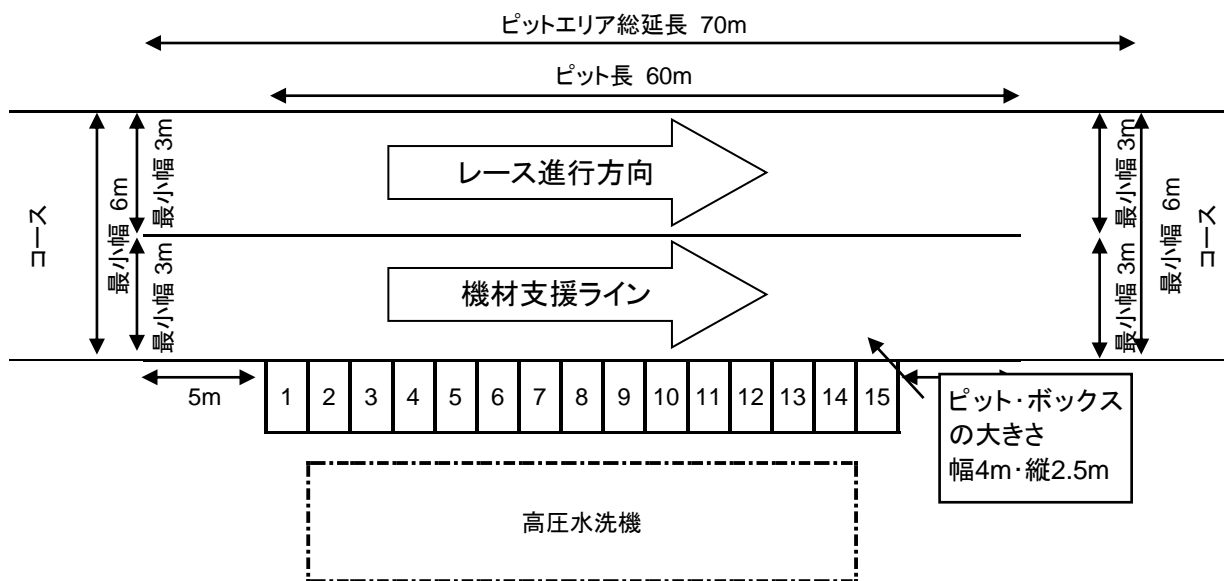 ピットエリア総延長 70m
ピット長 60m
レース進行方向
機材支援ライン
コース
最小幅 6m
最小幅 3m
最小幅 3m
最小幅 3m
最小幅 3m
最小幅 6m
コース
5m
1 2 3 4 5 6 7 8 9 10 11 12 13 14 15
ピット・ボックス
の大きさ
幅4m・縦2.5m
高圧水洗機